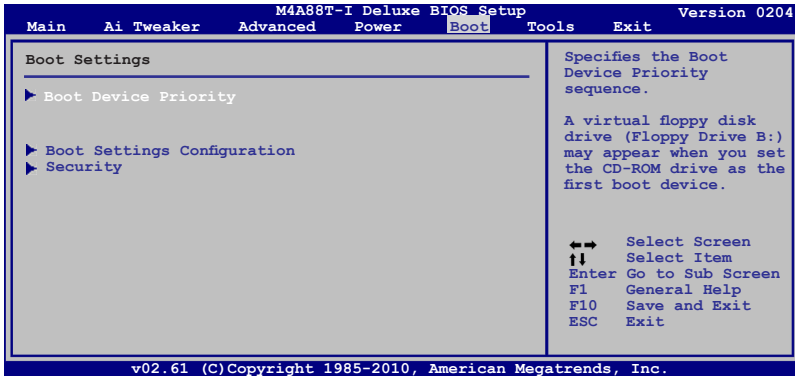 M4A88T-I Deluxe BIOS Setup Version 0204
Main Ai Tweaker Advanced Power Boot Tools Exit
Boot Settings
Boot Device Priority
Boot Settings Configuration
Security
Specifies the Boot
Device Priority
sequence.
A virtual floppy disk
drive (Floppy Drive B:)
may appear when you set
the CD-ROM drive as the
first boot device.
Select Screen
Select Item
Enter Go to Sub Screen
F1 General Help
F10 Save and Exit
ESC Exit
v02.61 (C)Copyright 1985-2010, American Megatrends, Inc.